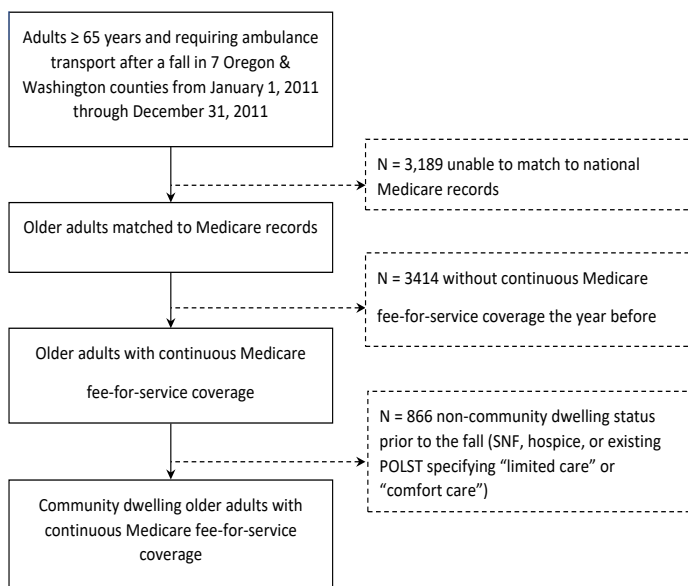 Adults ≥ 65 years and requiring ambulance
transport after a fall in 7 Oregon &
Washington counties from January 1, 2011
through December 31, 2011
N = 3,189 unable to match to national
Medicare records
Older adults matched to Medicare records
N = 3414 without continuous Medicare
fee-for-service coverage the year before
Older adults with continuous Medicare
fee-for-service coverage
N = 866 non-community dwelling status
prior to the fall (SNF, hospice, or existing
POLST specifying “limited care” or
“comfort care”)
Community dwelling older adults with
continuous Medicare fee-for-service
coverage